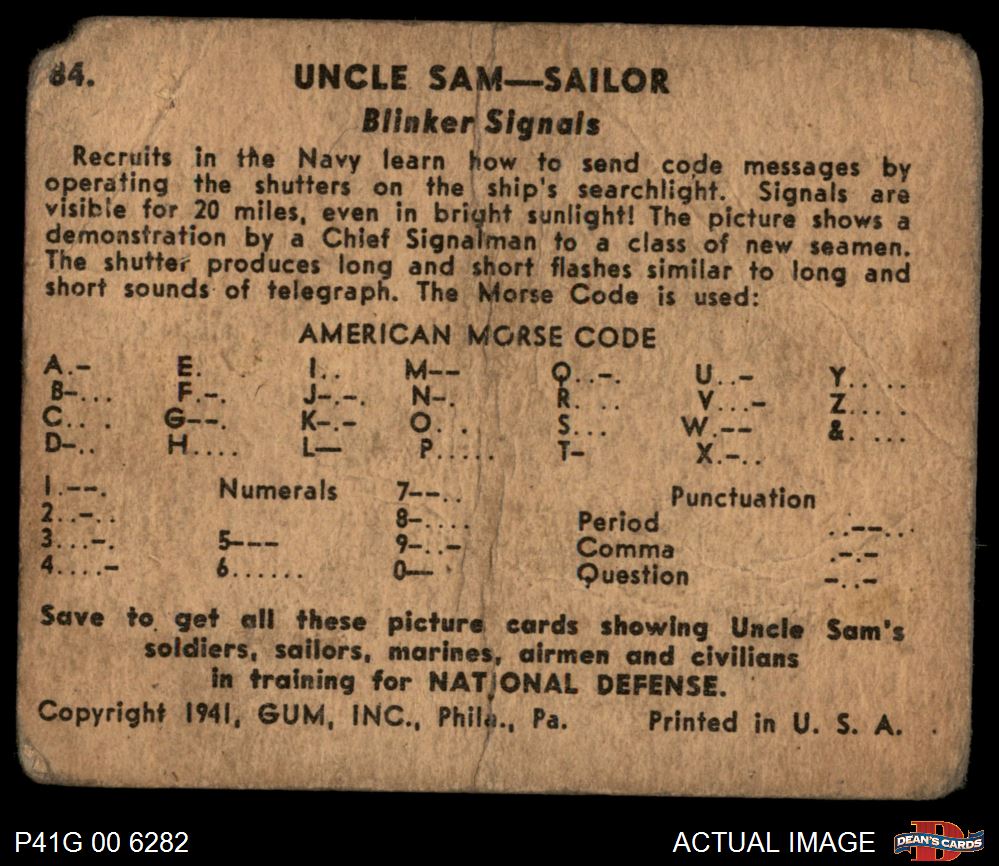 84.
UNCLE SAM—SAILOR
Blinker Signals
Recruits in the Navy learn how to send code messages by
operating the shutters on the ship's searchlight. Signals are
visible for 20 miles, even in bright sunlight! The picture shows a
demonstration by a Chief Signalman to a class of new seamen.
The shutter produces long and short flashes similar to long and
short sounds of telegraph. The Morse Code is used:
AMERICAN MORSE CODE
A.– E. I.. M–– Q..–. U..– Y.. ..
B–... F.–. J–.–. N–. R. .. V...– Z... .
C.. . G––. K–.– O. . S... W.–– &. ...
D–.. H.... L— P..... T– X.–..
1.––. Numerals 7––.. Punctuation
2..–.. 8–.... Period ..––..
3...–. 5––– 9–..– Comma .–.–
4....– 6...... 0— Question –..–.
Save to get all these picture cards showing Uncle Sam's
soldiers, sailors, marines, airmen and civilians
in training for NATIONAL DEFENSE.
Copyright 1941, GUM, INC., Phila., Pa. Printed in U. S. A.
P41G 00 6282 ACTUAL IMAGE DEAN'S CARDS